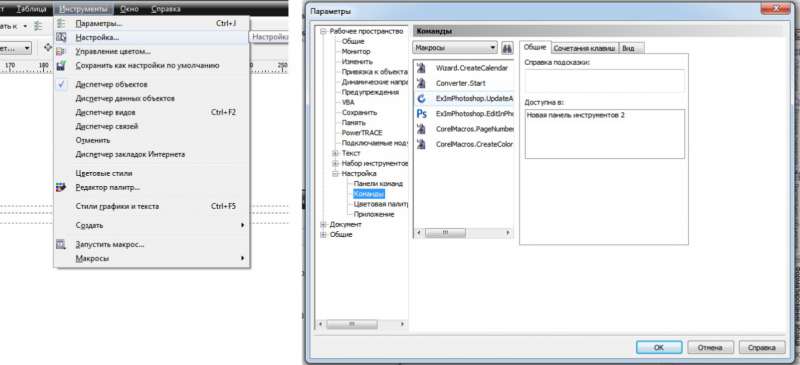 Таблица Инструменты Окно Справка
Параметры... Ctrl+J
Настройка...
Настройка
Управление цветом...
Сохранить как настройки по умолчанию
Диспетчер объектов
Диспетчер данных объектов
Диспетчер видов Ctrl+F2
Диспетчер связей
Отменить
Диспетчер закладок Интернета
Цветовые стили
Редактор палитр...
Стили графики и текста Ctrl+F5
Создать
Запустить макрос...
Макросы
170
180
250
Параметры
Рабочее пространство
Общие
Монитор
Изменить
Привязка к объекта
Динамические напра
Предупреждения
VBA
Сохранить
Память
PowerTRACE
Подключаемые моду
Текст
Набор инструментов
Настройка
Панели команд
Команды
Цветовая палитр
Приложение
Документ
Общие
Команды
Макросы
Wizard.CreateCalendar
Converter.Start
ExImPhotoshop.UpdateA
Ps ExImPhotoshop.EditInPh
CorelMacros.PageNumbe
CorelMacros.CreateColor
Общие Сочетания клавиш Вид
Справка подсказки:
Доступна в:
Новая панель инструментов 2
OK Отмена Справка